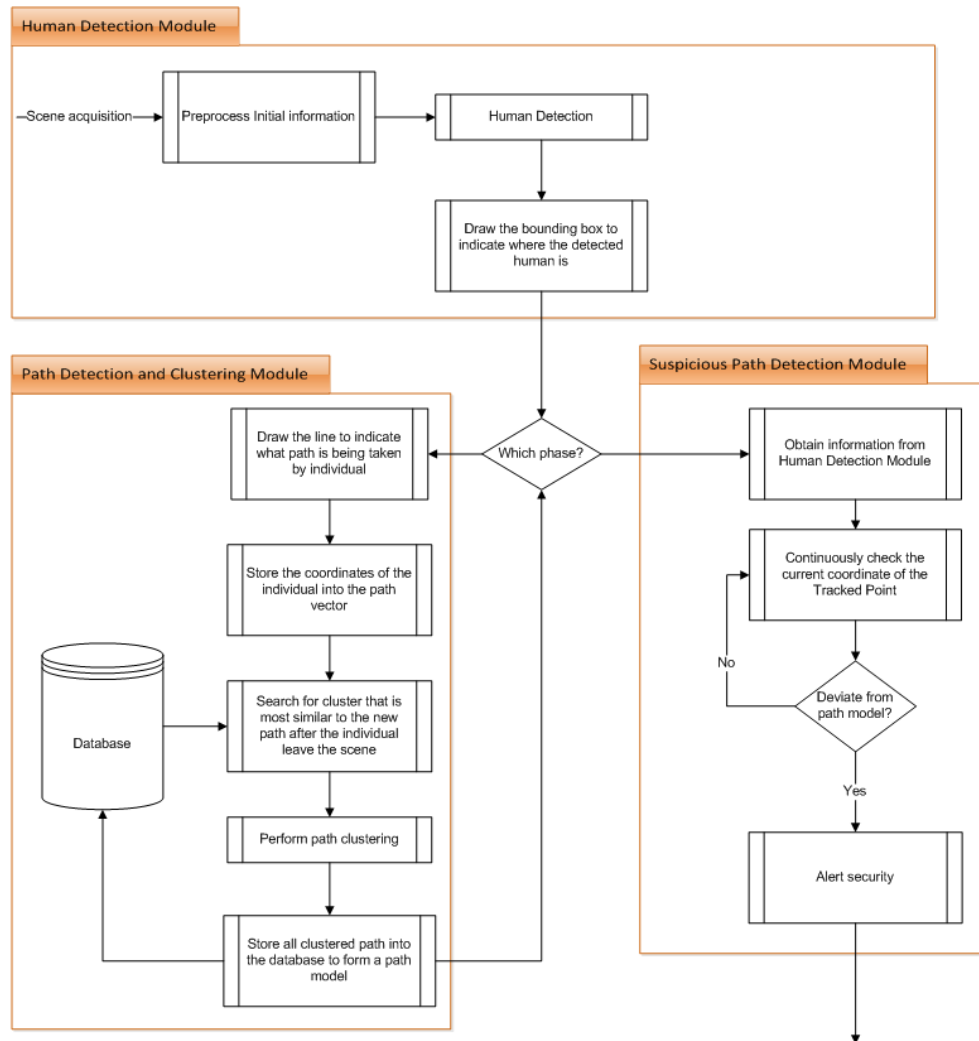 Human Detection Module
Scene acquisition
Preprocess Initial information
Human Detection
Draw the bounding box to
indicate where the detected
human is
Path Detection and Clustering Module
Suspicious Path Detection Module
Draw the line to indicate
what path is being taken
by individual
Which phase?
Obtain information from
Human Detection Module
Store the coordinates of the
individual into the path
vector
Continuously check the
current coordinate of the
Tracked Point
No
Database
Search for cluster that is
most similar to the new
path after the individual
leave the scene
Deviate from
path model?
Yes
Perform path clustering
Alert security
Store all clustered path into
the database to form a path
model